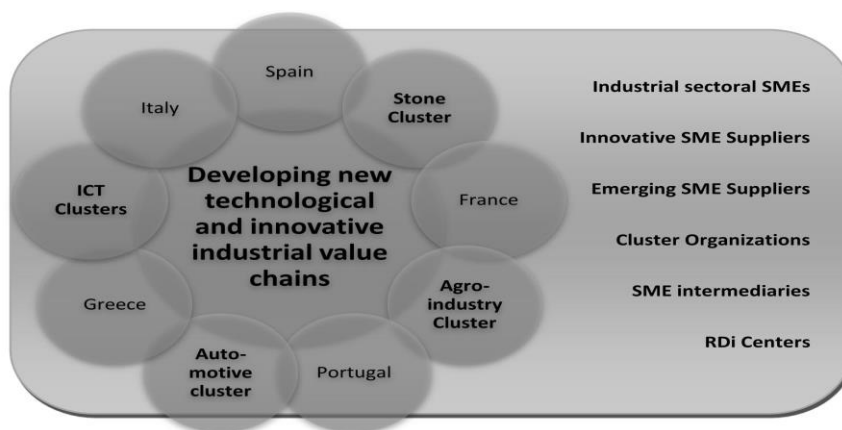 Spain
Stone
Cluster
France
Agro-
industry
Cluster
Portugal
Auto-
motive
cluster
Greece
ICT
Clusters
Italy
Developing new
technological
and innovative
industrial value
chains
Industrial sectoral SMEs
Innovative SME Suppliers
Emerging SME Suppliers
Cluster Organizations
SME intermediaries
RDi Centers